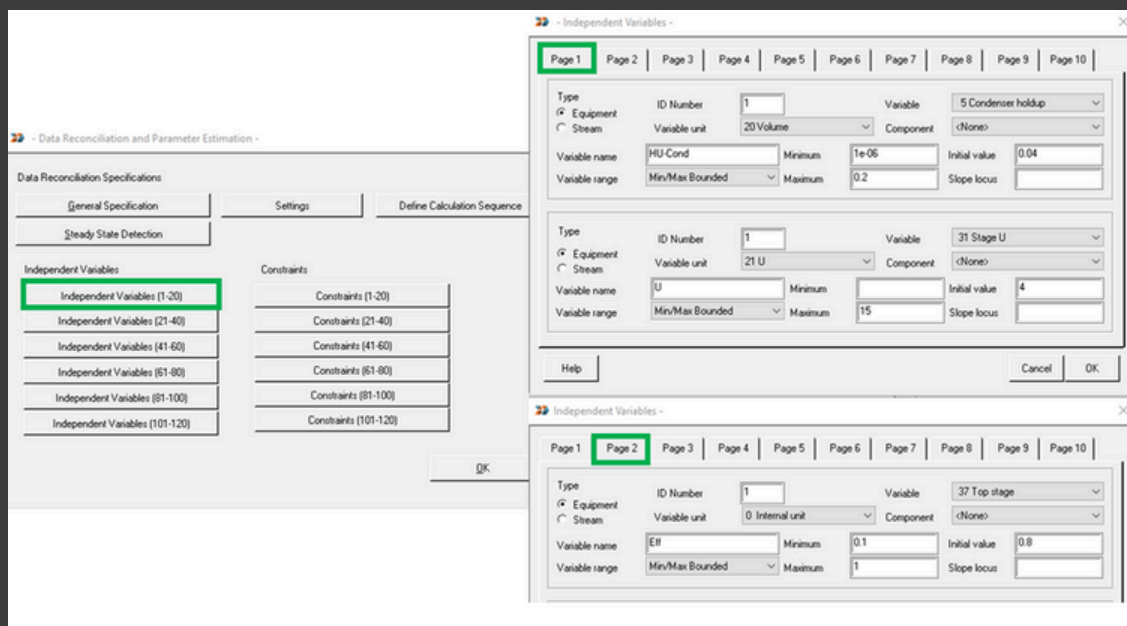 - Data Reconciliation and Parameter Estimation -
Data Reconciliation Specifications
General Specification Settings Define Calculation Sequence
Steady State Detection
Independent Variables Constraints
Independent Variables (1-20) Constraints (1-20)
Independent Variables (21-40) Constraints (21-40)
Independent Variables (41-60) Constraints (41-60)
Independent Variables (61-80) Constraints (61-80)
Independent Variables (81-100) Constraints (81-100)
Independent Variables (101-120) Constraints (101-120)
OK
- Independent Variables -
Page 1 Page 2 Page 3 Page 4 Page 5 Page 6 Page 7 Page 8 Page 9 Page 10
Type
Equipment ID Number 1 Variable 5 Condenser holdup
Stream Variable unit 20 Volume Component <None>
Variable name HU-Cond Minimum 1e-06 Initial value 0.04
Variable range Min/Max Bounded Maximum 0.2 Slope locus
Type
Equipment ID Number 1 Variable 31 Stage U
Stream Variable unit 21 U Component <None>
Variable name U Minimum Initial value 4
Variable range Min/Max Bounded Maximum 15 Slope locus
Help Cancel OK
Independent Variables -
Page 1 Page 2 Page 3 Page 4 Page 5 Page 6 Page 7 Page 8 Page 9 Page 10
Type
Equipment ID Number 1 Variable 37 Top stage
Stream Variable unit 0 Internal unit Component <None>
Variable name Eff Minimum 0.1 Initial value 0.8
Variable range Min/Max Bounded Maximum 1 Slope locus